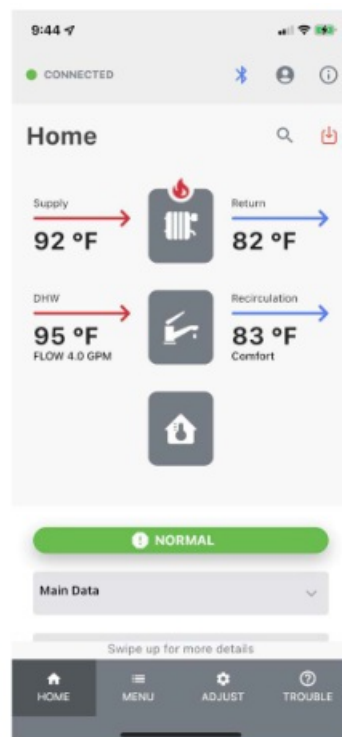 9:44
CONNECTED
Home
Supply
92 °F
Return
82 °F
DHW
95 °F
FLOW 4.0 GPM
Recirculation
83 °F
Comfort
NORMAL
Main Data
Swipe up for more details
HOME MENU ADJUST TROUBLE